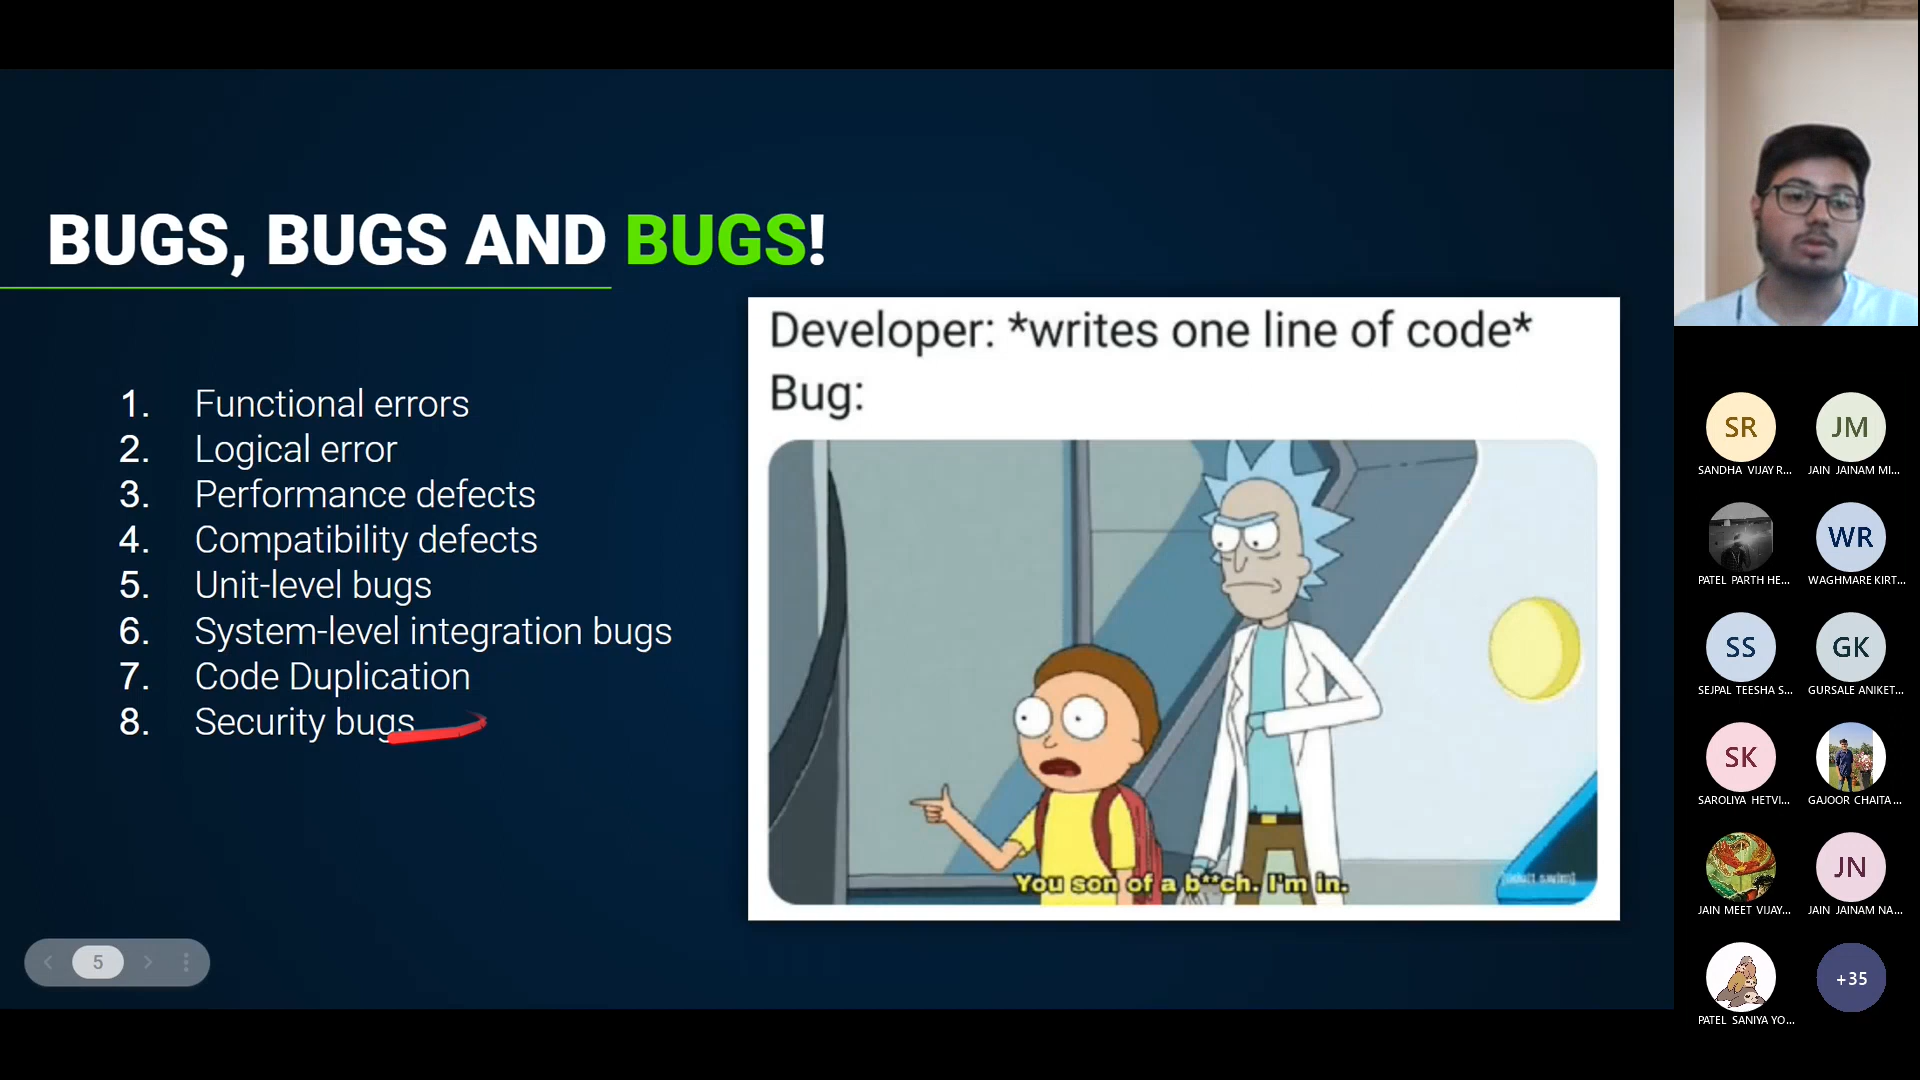 BUGS, BUGS AND BUGS!
1. Functional errors
2. Logical error
3. Performance defects
4. Compatibility defects
5. Unit-level bugs
6. System-level integration bugs
7. Code Duplication
8. Security bugs
Developer: *writes one line of code*
Bug:
You son of a b**ch. I'm in.
[adult swim]
5
SR
JM
SANDHA VIJAY R...
JAIN JAINAM MI...
WR
PATEL PARTH HE...
WAGHMARE KIRT...
SS
GK
SEJPAL TEESHA S...
GURSALE ANIKET...
SK
SAROLIYA HETVI...
GAJOOR CHAITA...
JN
JAIN MEET VIJAY...
JAIN JAINAM NA...
+35
PATEL SANIYA YO...